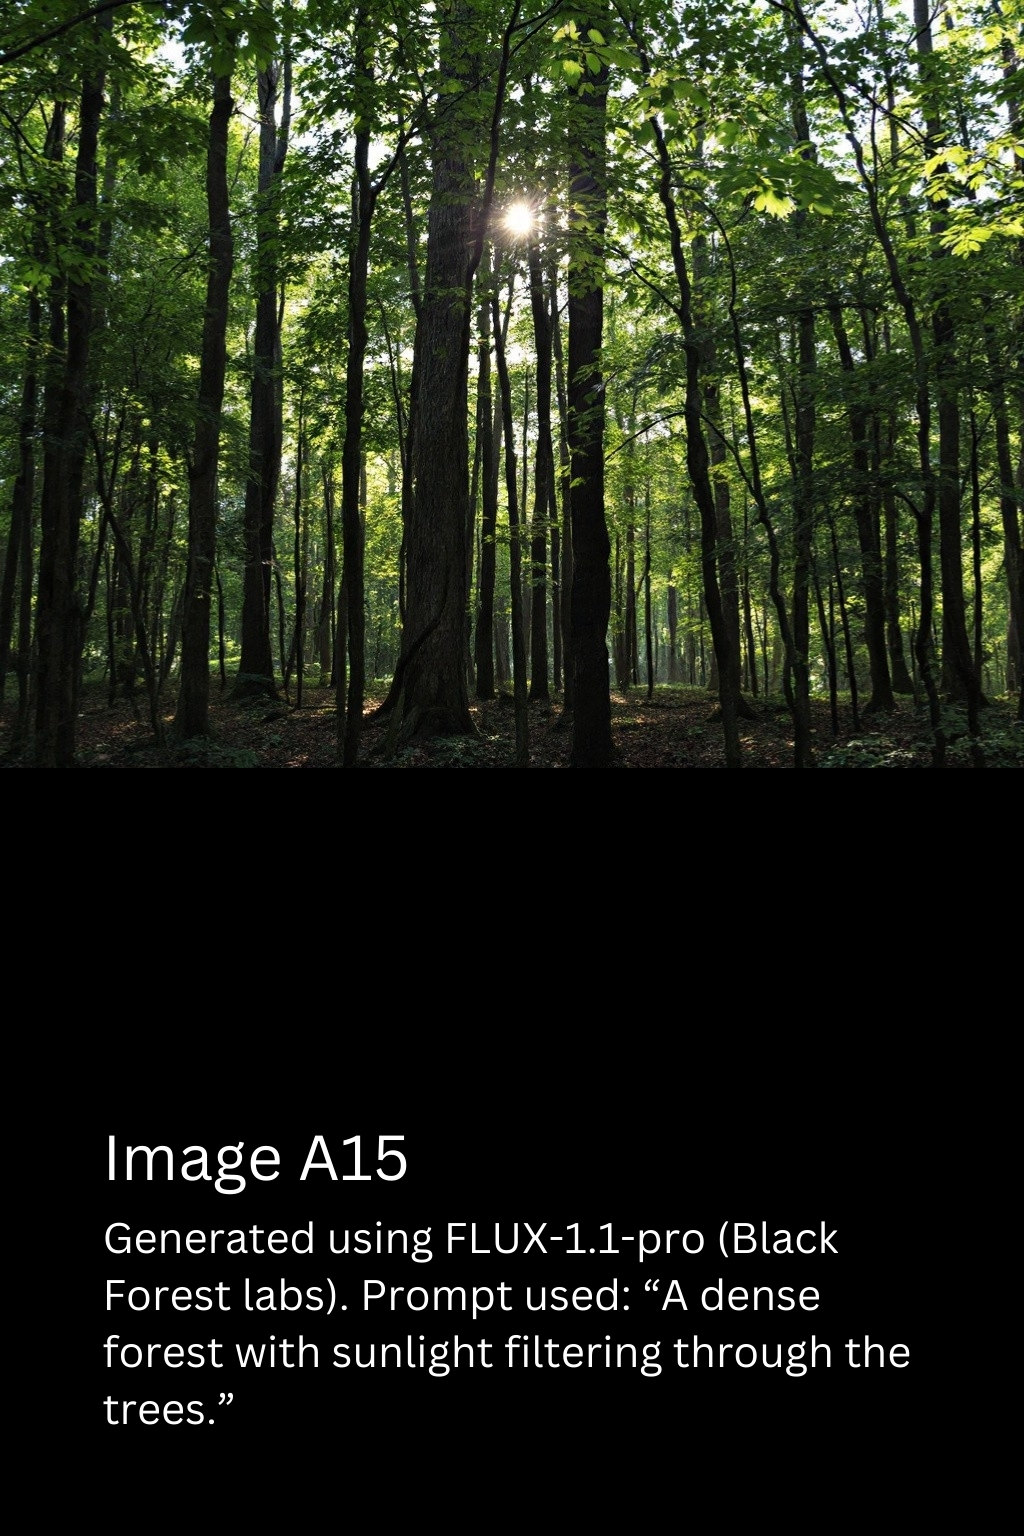 Image A15
Generated using FLUX-1.1-pro (Black
Forest labs). Prompt used: “A dense
forest with sunlight filtering through the
trees.”